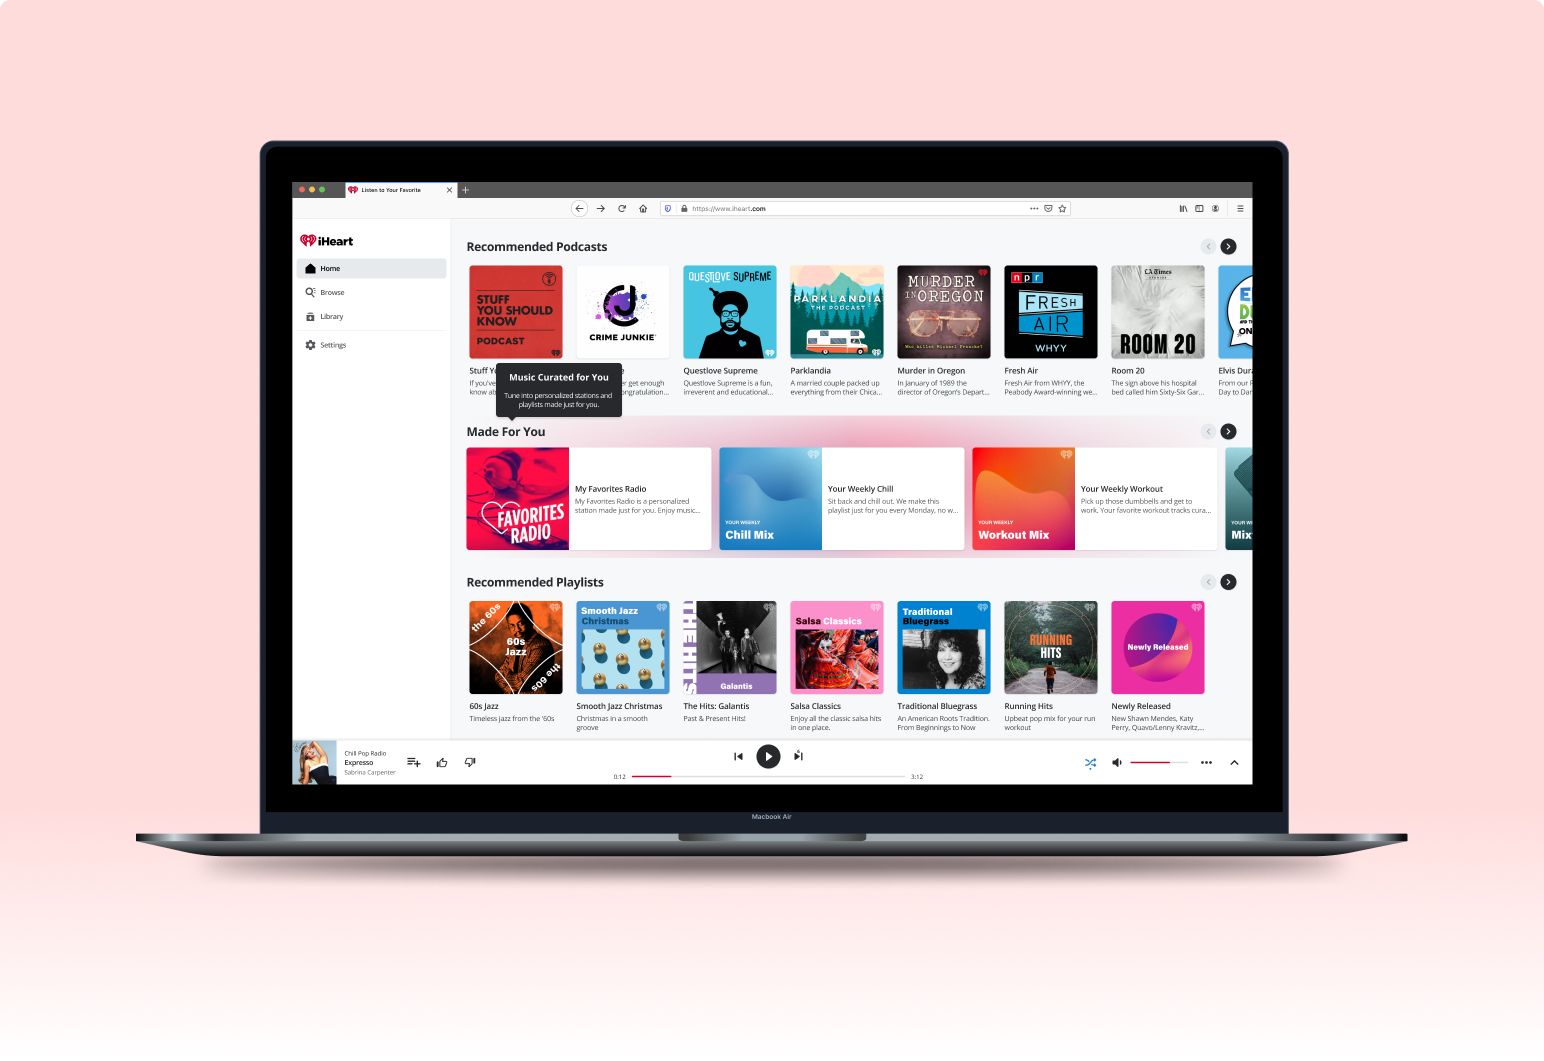 Listen to Your Favorite
https://www.iheart.com
iHeart
Home
Browse
Library
Settings
Recommended Podcasts
STUFF
YOU SHOULD
KNOW
PODCAST
CRIME JUNKIE
QUESTLOVE SUPREME
PARKLANDIA
THE PODCAST
MURDER
IN OREGON
Who Killed Michael Francke?
npr
FRESH
AIR
WHYY
LA Times
STUDIOS
ROOM 20
Stuff Yo
If you've
know ab
e
er get enough
ongratulation...
Questlove Supreme
Questlove Supreme is a fun,
irreverent and educational...
Parklandia
A married couple packed up
everything from their Chica...
Murder in Oregon
In January of 1989 the
director of Oregon's Depart...
Fresh Air
Fresh Air from WHYY, the
Peabody Award-winning we...
Room 20
The sign above his hospital
bed called him Sixty-Six Gar...
Elvis Dura
From our F
Day to Dar
Music Curated for You
Tune into personalized stations and
playlists made just for you.
Made For You
FAVORITES
RADIO
My Favorites Radio
My Favorites Radio is a personalized
station made just for you. Enjoy music...
YOUR WEEKLY
Chill Mix
Your Weekly Chill
Sit back and chill out. We make this
playlist just for you every Monday, no w...
YOUR WEEKLY
Workout Mix
Your Weekly Workout
Pick up those dumbbells and get to
work. Your favorite workout tracks cura...
Mix
Recommended Playlists
the 60s
60s
Jazz
the 60s
Smooth Jazz
Christmas
THE HITS
Galantis
Salsa Classics
Traditional
Bluegrass
RUNNING
HITS
Newly Released
60s Jazz
Timeless jazz from the '60s
Smooth Jazz Christmas
Christmas in a smooth
groove
The Hits: Galantis
Past & Present Hits!
Salsa Classics
Enjoy all the classic salsa hits
in one place.
Traditional Bluegrass
An American Roots Tradition.
From Beginnings to Now
Running Hits
Upbeat pop mix for your run
workout
Newly Released
New Shawn Mendes, Katy
Perry, Quavo/Lenny Kravitz,...
Chill Pop Radio
Expresso
Sabrina Carpenter
0:12
3:12
Macbook Air